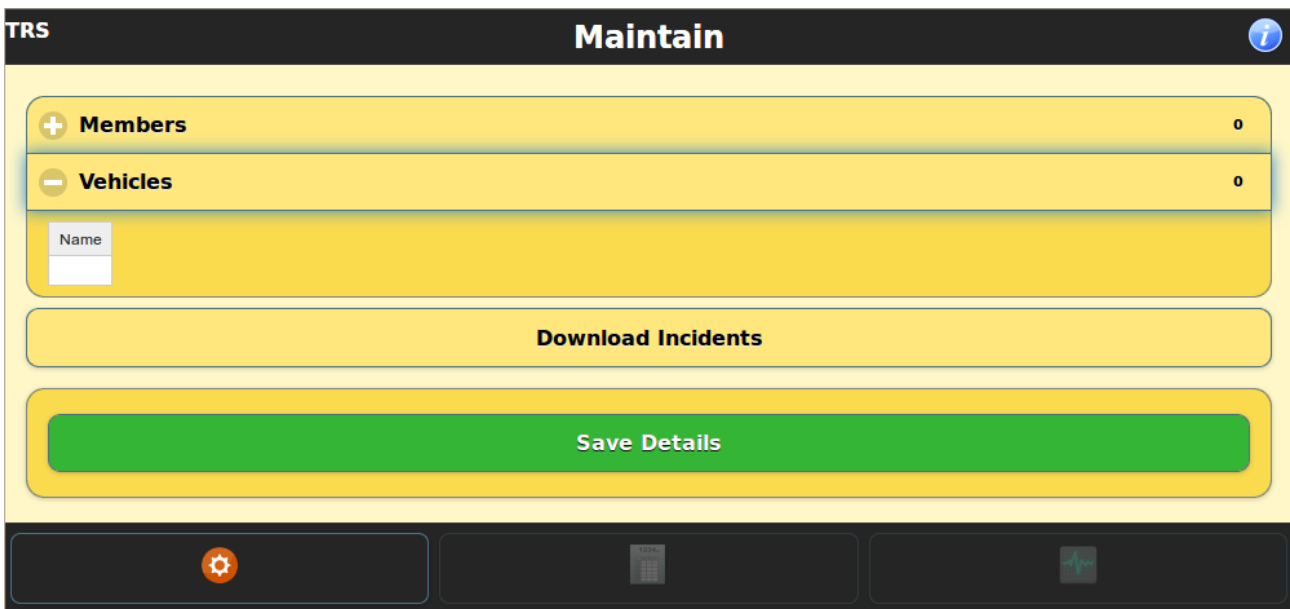 TRS
Maintain
Members
0
Vehicles
0
Name
Download Incidents
Save Details